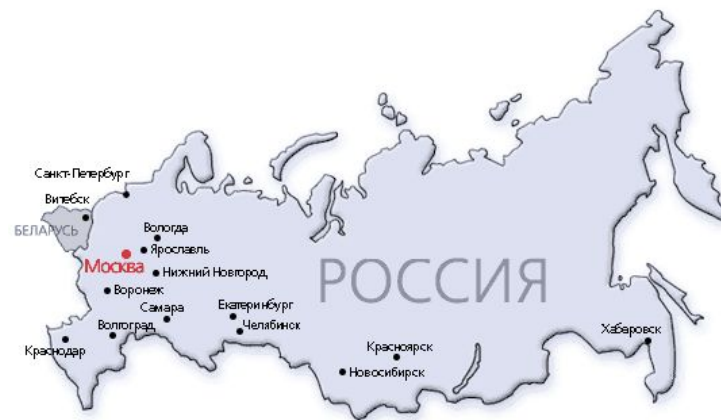 Санкт-Петербург
Витебск
БЕЛАРУСЬ
Вологда
Ярославль
Москва
Нижний Новгород
РОССИЯ
Воронеж
Самара
Екатеринбург
Волгоград
Челябинск
Хабаровск
Краснодар
Красноярск
Новосибирск